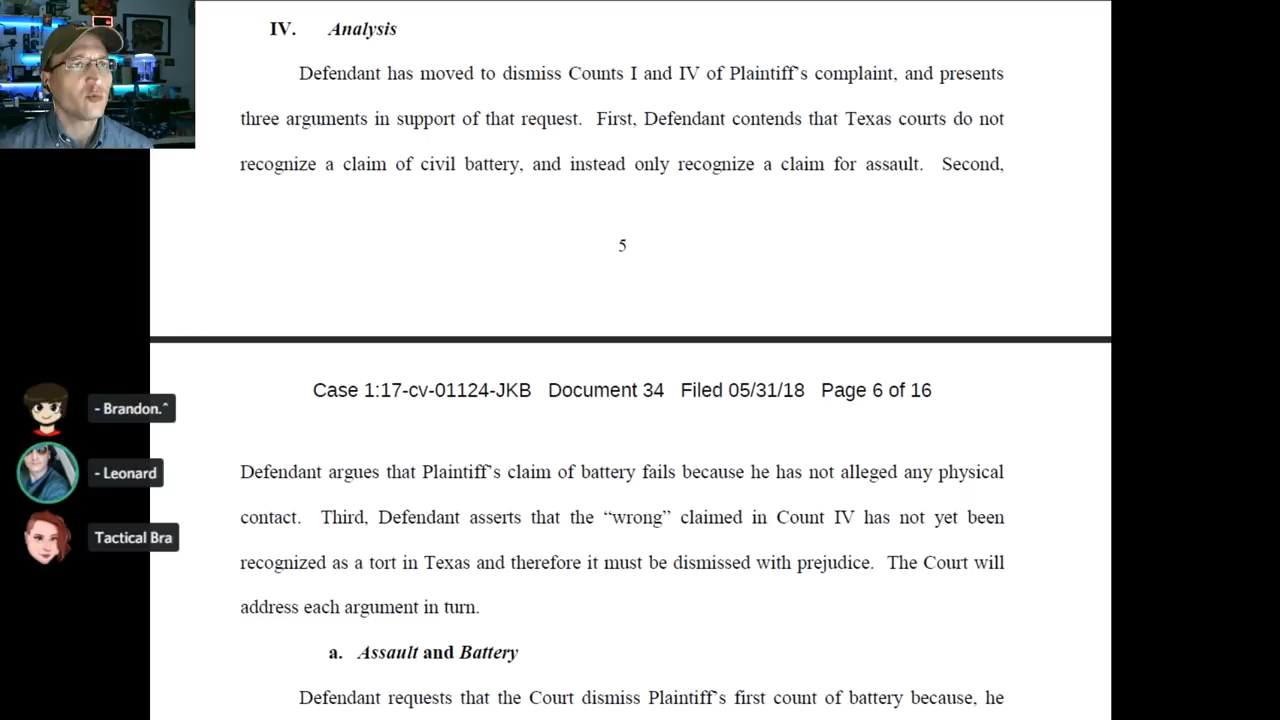 IV. Analysis
Defendant has moved to dismiss Counts I and IV of Plaintiff's complaint, and presents
three arguments in support of that request. First, Defendant contends that Texas courts do not
recognize a claim of civil battery, and instead only recognize a claim for assault. Second,
5
Case 1:17-cv-01124-JKB Document 34 Filed 05/31/18 Page 6 of 16
Defendant argues that Plaintiff's claim of battery fails because he has not alleged any physical
contact. Third, Defendant asserts that the “wrong” claimed in Count IV has not yet been
recognized as a tort in Texas and therefore it must be dismissed with prejudice. The Court will
address each argument in turn.
a. Assault and Battery
Defendant requests that the Court dismiss Plaintiff's first count of battery because, he
- Brandon.^
- Leonard
Tactical Bra